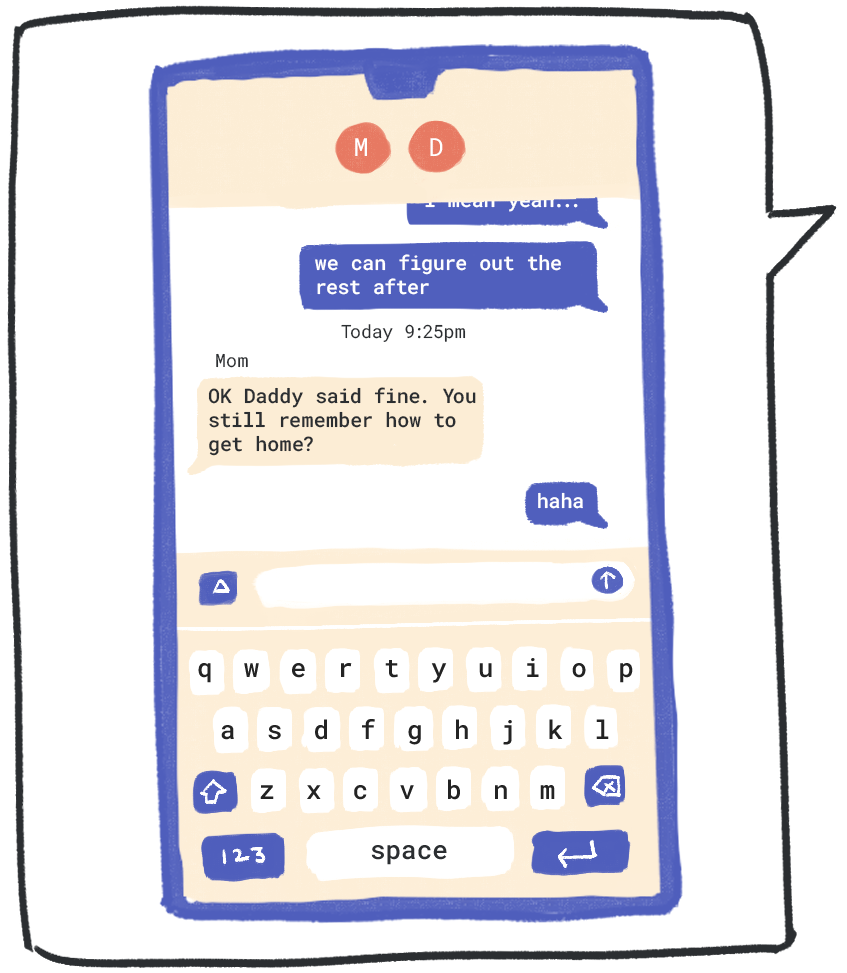 M D
I mean yeah...
we can figure out the
rest after
Today 9:25pm
Mom
OK Daddy said fine. You
still remember how to
get home?
haha
q w e r t y u i o p
a s d f g h j k l
z x c v b n m
123 space